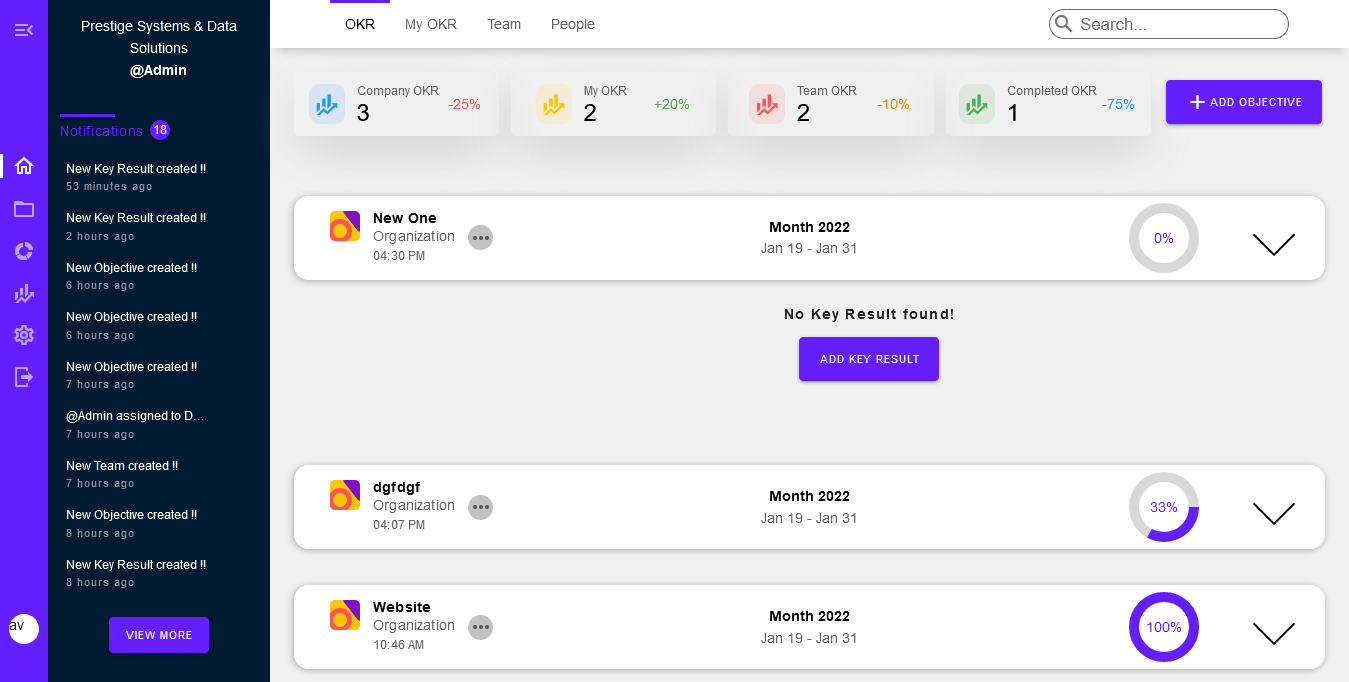 Prestige Systems & Data
Solutions
@Admin
Notifications 18
New Key Result created !!
53 minutes ago
New Key Result created !!
2 hours ago
New Objective created !!
6 hours ago
New Objective created !!
6 hours ago
New Objective created !!
7 hours ago
@Admin assigned to D...
7 hours ago
New Team created !!
7 hours ago
New Objective created !!
8 hours ago
New Key Result created !!
8 hours ago
VIEW MORE
av
OKR My OKR Team People
Search...
Company OKR
3 -25%
My OKR
2 +20%
Team OKR
2 -10%
Completed OKR
1 -75%
ADD OBJECTIVE
New One
Organization
04:30 PM
Month 2022
Jan 19 - Jan 31
0%
No Key Result found!
ADD KEY RESULT
dgfdgf
Organization
04:07 PM
Month 2022
Jan 19 - Jan 31
33%
Website
Organization
10:46 AM
Month 2022
Jan 19 - Jan 31
100%